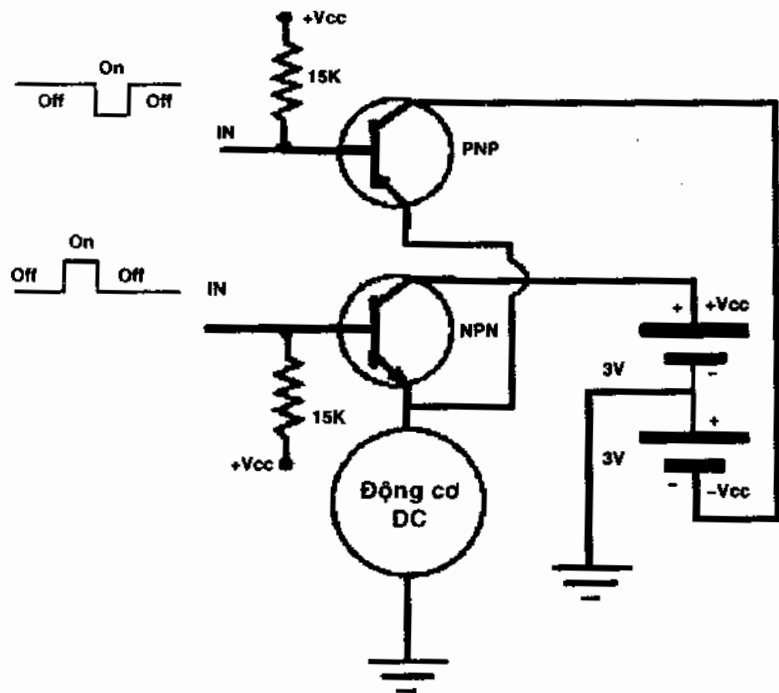 +Vcc
15K
On
Off
Off
IN
PNP
On
Off
Off
IN
NPN
+
+Vcc
-
3V
15K
+
+Vcc
3V
-
-Vcc
Động cơ
DC